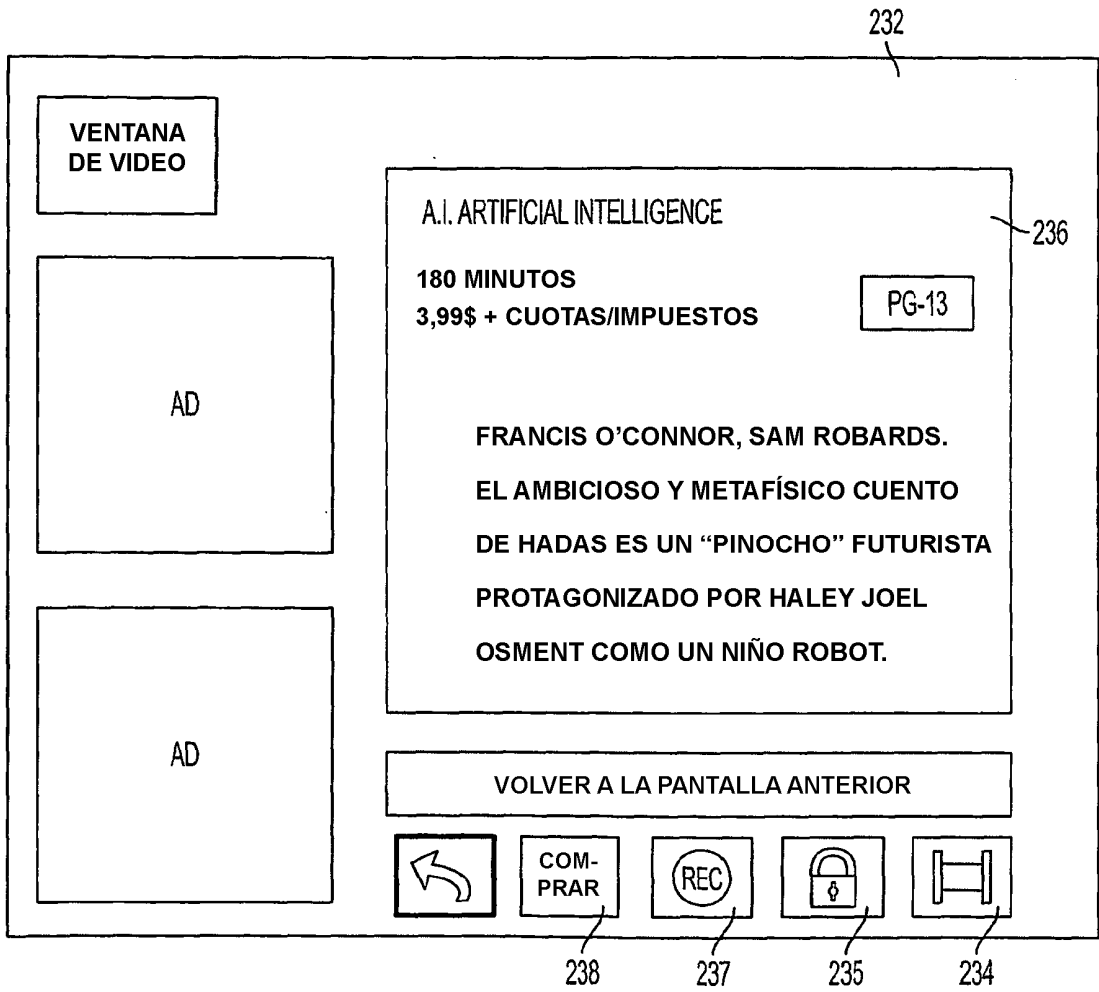 232
VENTANA
DE VIDEO
A.I. ARTIFICIAL INTELLIGENCE
236
180 MINUTOS
3,99$ + CUOTAS/IMPUESTOS
PG-13
AD
FRANCIS O'CONNOR, SAM ROBARDS.
EL AMBICIOSO Y METAFÍSICO CUENTO
DE HADAS ES UN “PINOCHO” FUTURISTA
PROTAGONIZADO POR HALEY JOEL
OSMENT COMO UN NIÑO ROBOT.
AD
VOLVER A LA PANTALLA ANTERIOR
COM-
PRAR
REC
238
237
235
234